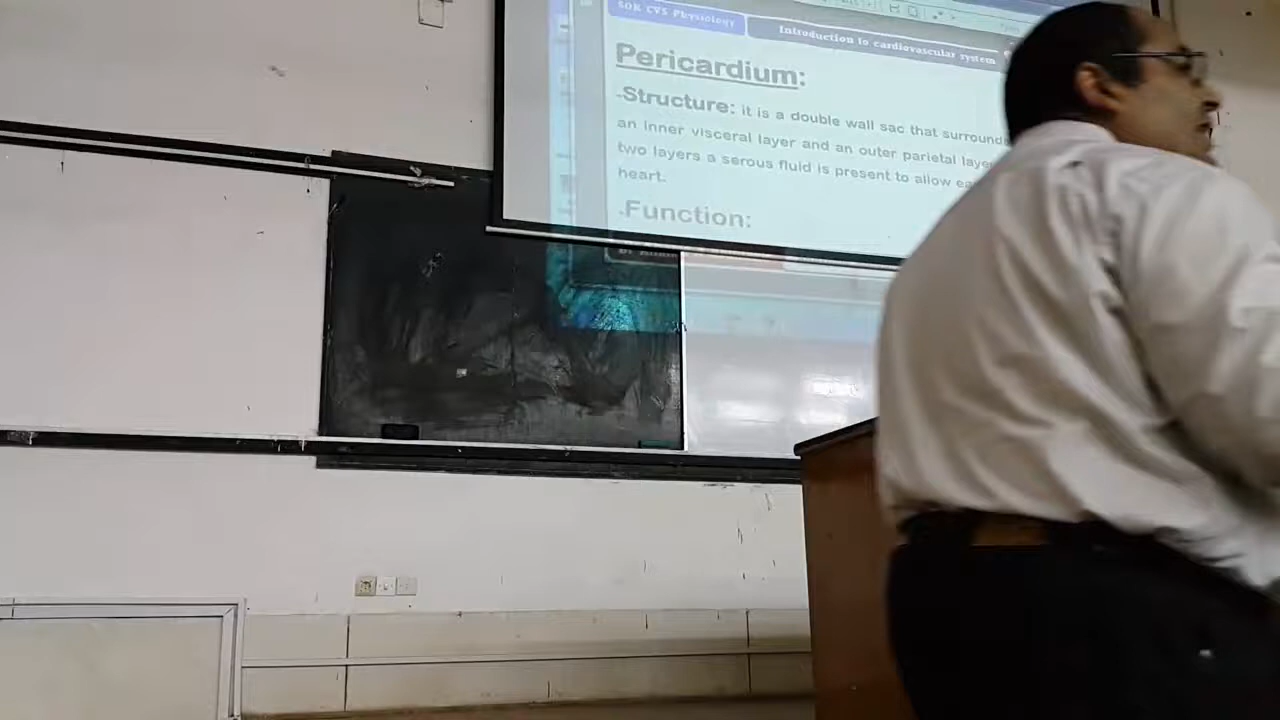 SOK CVS Physiology
Introduction to cardiovascular system
Pericardium:
-Structure: it is a double wall sac that surround
an inner visceral layer and an outer parietal laye
two layers a serous fluid is present to allow ea
heart.
-Function: